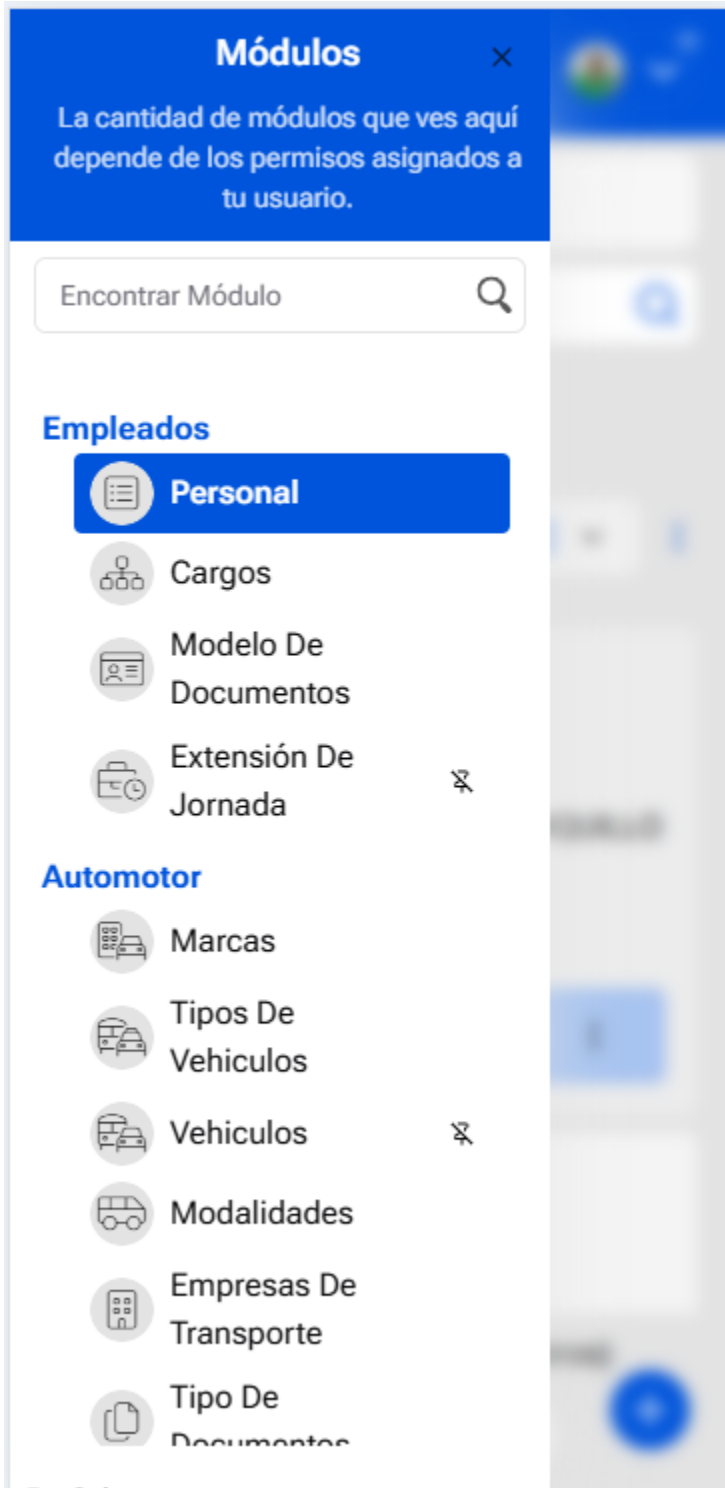 Módulos
La cantidad de módulos que ves aquí
depende de los permisos asignados a
tu usuario.
Encontrar Módulo
Empleados
Personal
Cargos
Modelo De
Documentos
Extensión De
Jornada
Automotor
Marcas
Tipos De
Vehiculos
Vehiculos
Modalidades
Empresas De
Transporte
Tipo De
Documentos